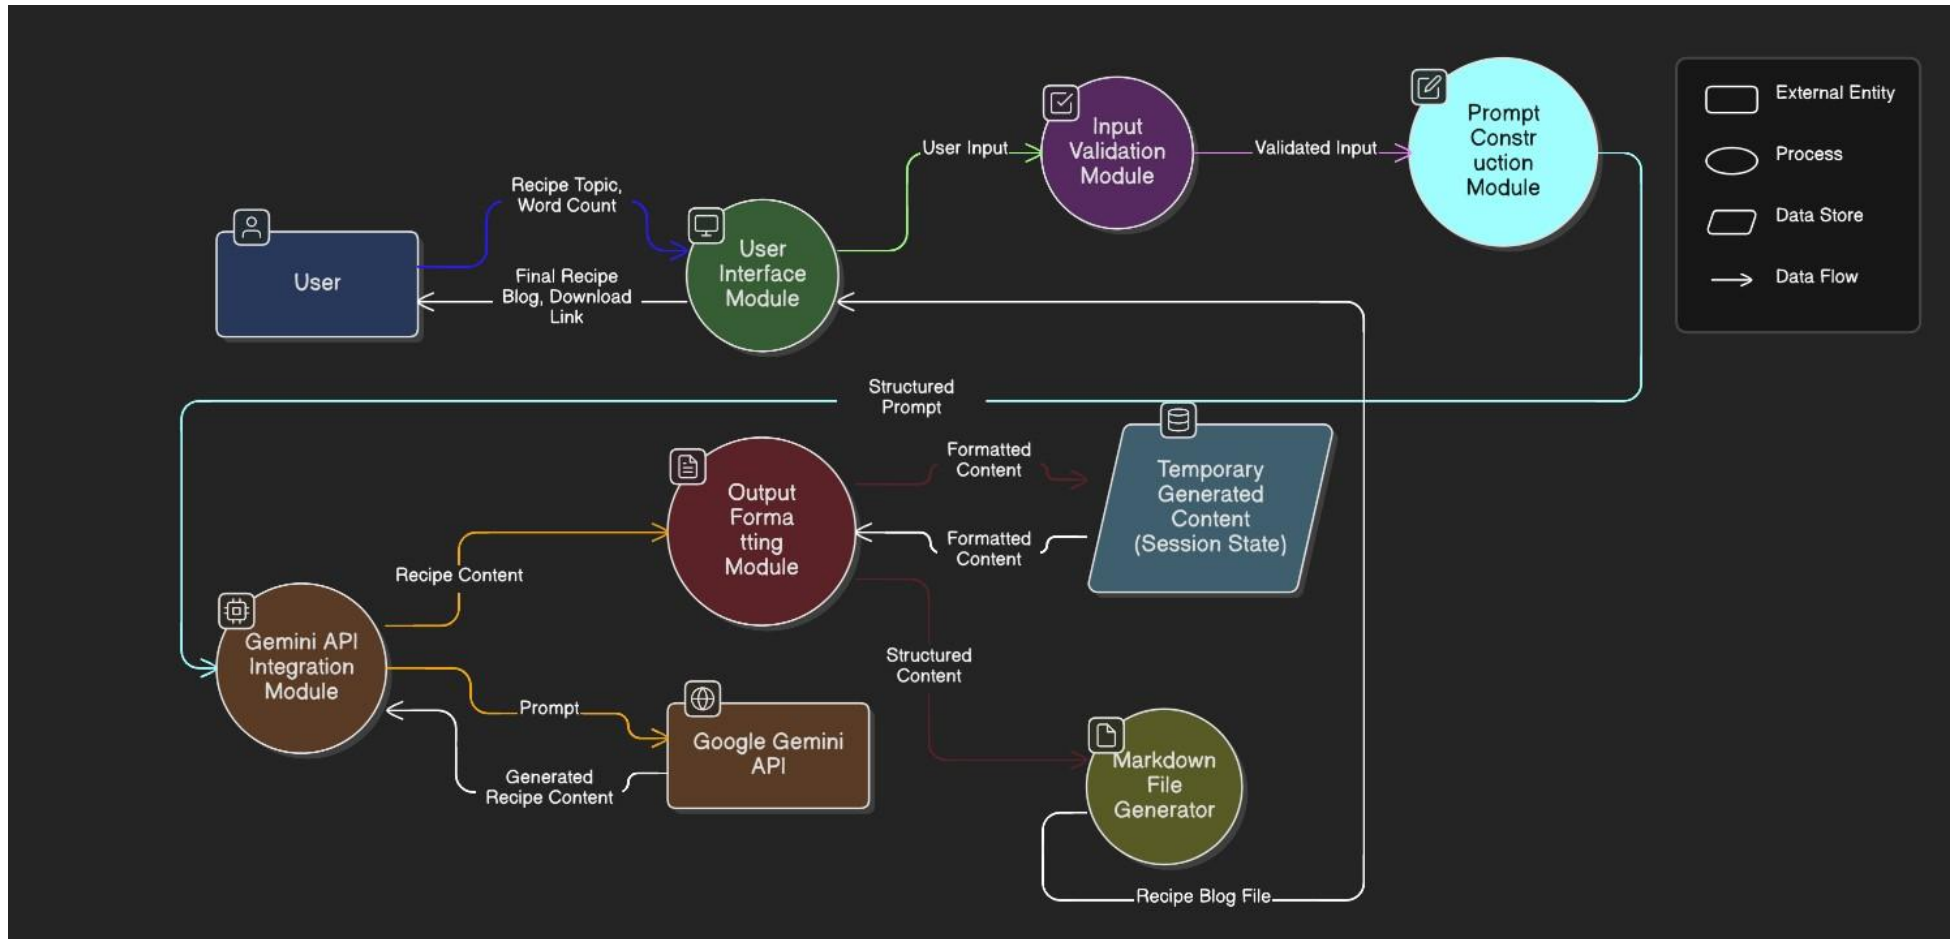 User
Recipe Topic,
Word Count
Final Recipe
Blog, Download
Link
User
Interface
Module
User Input
Input
Validation
Module
Validated Input
Prompt
Constr
uction
Module
External Entity
Process
Data Store
Data Flow
Structured
Prompt
Gemini API
Integration
Module
Recipe Content
Prompt
Generated
Recipe Content
Google Gemini
API
Output
Forma
tting
Module
Formatted
Content
Formatted
Content
Temporary
Generated
Content
(Session State)
Structured
Content
Markdown
File
Generator
Recipe Blog File